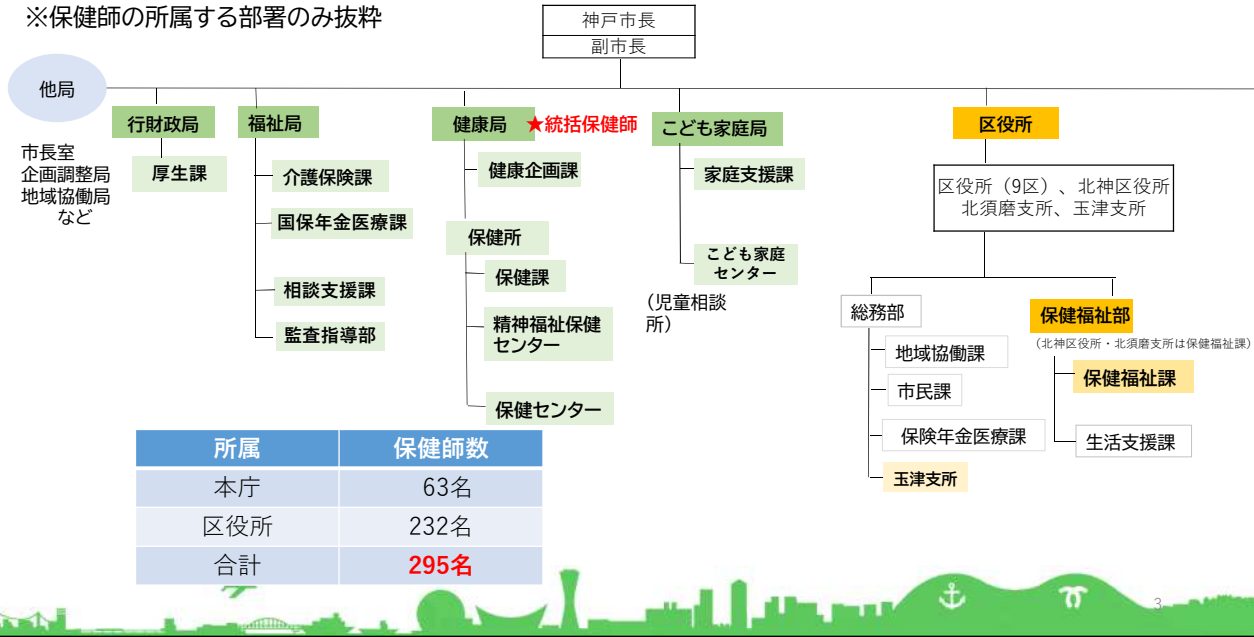 ※保健師の所属する部署のみ抜粋
神戸市長
副市長
他局
市長室
企画調整局
地域協働局
など
行財政局
厚生課
福祉局
介護保険課
国保年金医療課
相談支援課
監査指導部
健康局
★統括保健師
健康企画課
保健所
保健課
精神福祉保健
センター
保健センター
こども家庭局
家庭支援課
こども家庭
センター
(児童相談
所)
区役所
区役所（9区）、北神区役所
北須磨支所、玉津支所
総務部
地域協働課
市民課
保険年金医療課
玉津支所
保健福祉部
（北神区役所・北須磨支所は保健福祉課）
保健福祉課
生活支援課
所属 保健師数
本庁 63名
区役所 232名
合計 295名
3